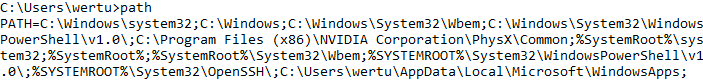 C:\Users\wertu>path
PATH=C:\Windows\system32;C:\Windows;C:\Windows\System32\Wbem;C:\Windows\System32\Windows
PowerShell\v1.0\;C:\Program Files (x86)\NVIDIA Corporation\PhysX\Common;%SystemRoot%\sys
tem32;%SystemRoot%;%SystemRoot%\System32\Wbem;%SYSTEMROOT%\System32\WindowsPowerShell\v1
.0\;%SYSTEMROOT%\System32\OpenSSH\;C:\Users\wertu\AppData\Local\Microsoft\WindowsApps;